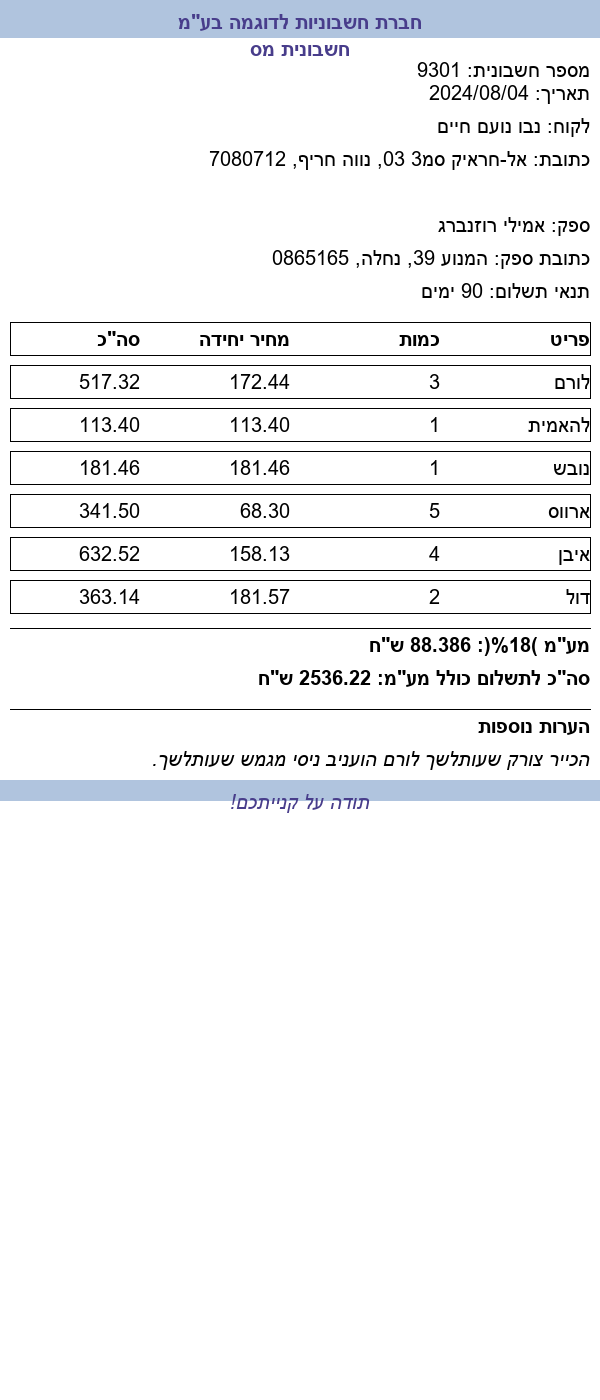 חברת חשבוניות לדוגמה בע"מ
חשבונית מס
מספר חשבונית: 9301
תאריך: 2024/08/04
לקוח: נבו נועם חיים
כתובת: אל-חראיק סמ3 03, נווה חריף, 7080712
ספק: אמילי רוזנברג
כתובת ספק: המנוע 39, נחלה, 0865165
תנאי תשלום: 90 ימים
פריט כמות מחיר יחידה סה"כ
לורם 3 172.44 517.32
להאמית 1 113.40 113.40
נובש 1 181.46 181.46
ארווס 5 68.30 341.50
איבן 4 158.13 632.52
דול 2 181.57 363.14
מע"מ )18%(: 88.386 ש"ח
סה"כ לתשלום כולל מע"מ: 2536.22 ש"ח
הערות נוספות
הכייר צורק שעותלשך לורם הועניב ניסי מגמש שעותלשך.
תודה על קנייתכם!